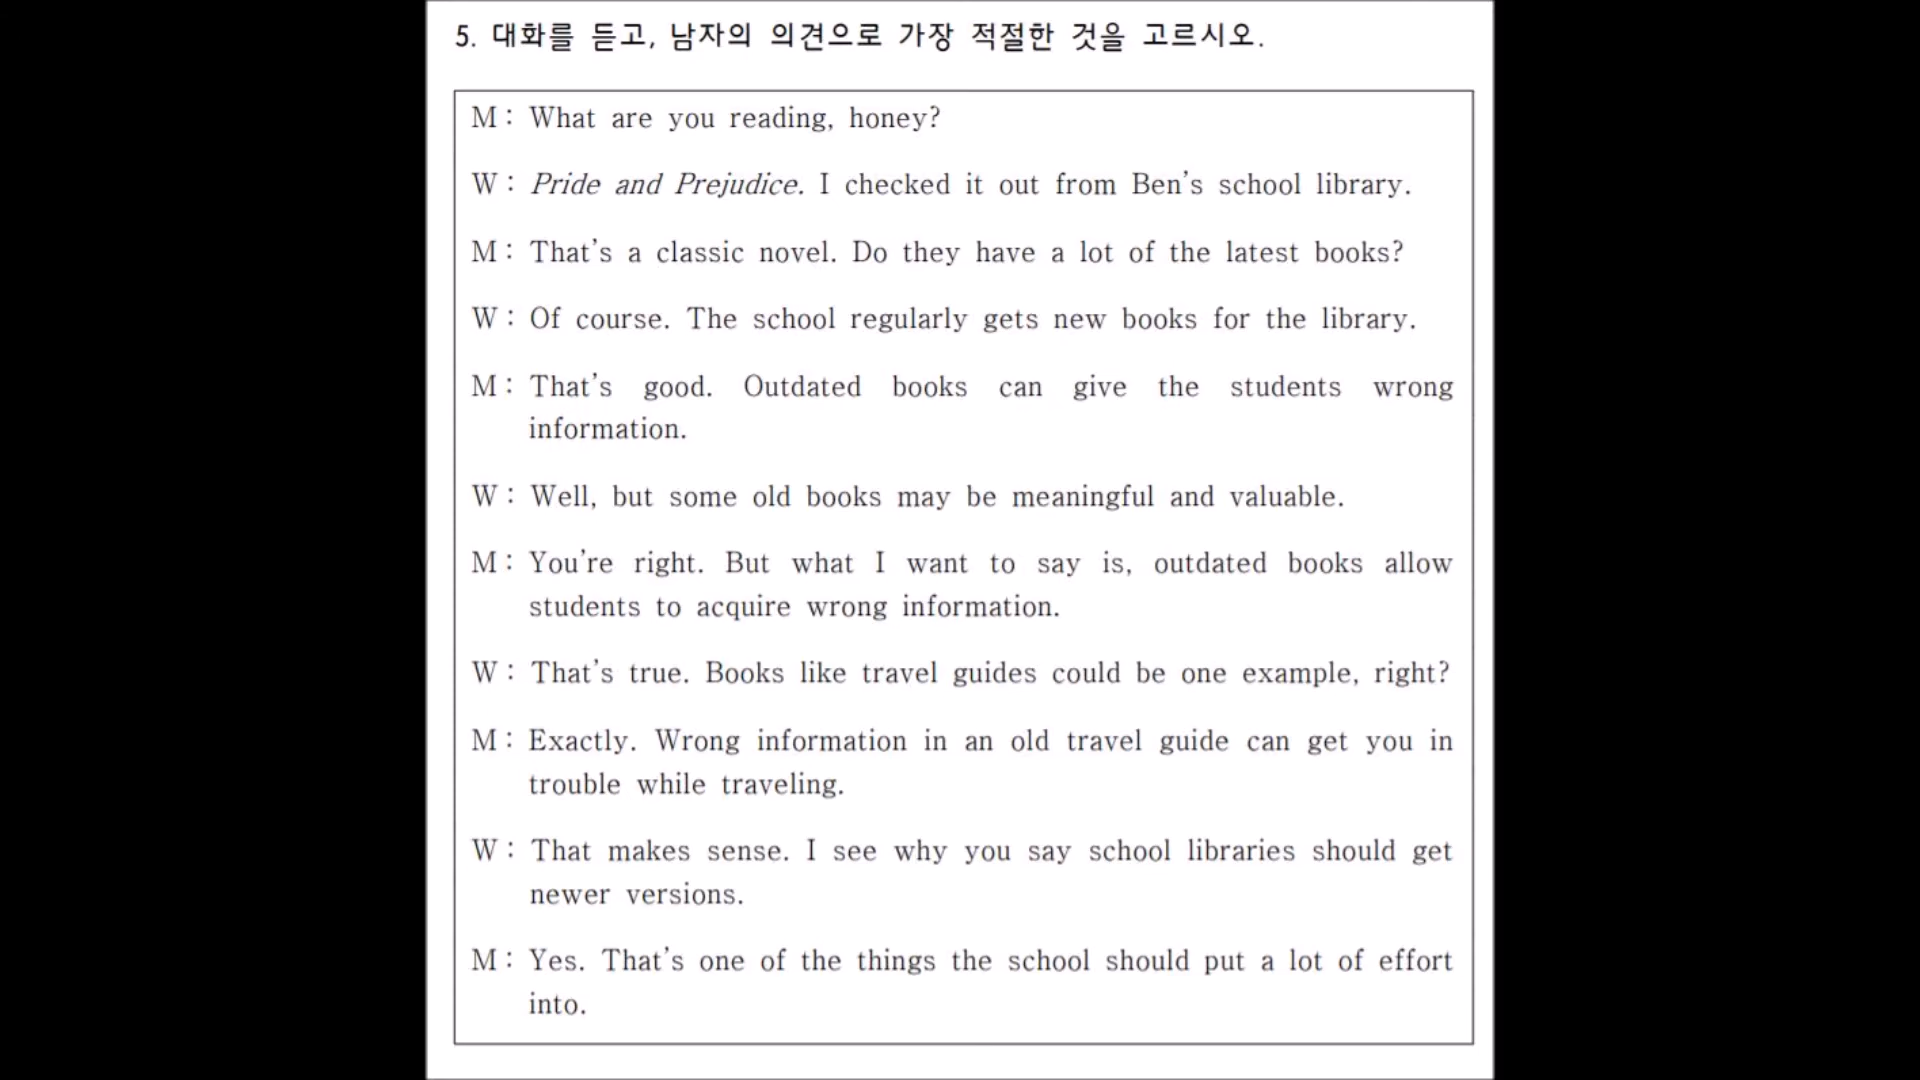 5. 대화를 듣고, 남자의 의견으로 가장 적절한 것을 고르시오.
M: What are you reading, honey?
W: Pride and Prejudice. I checked it out from Ben's school library.
M: That's a classic novel. Do they have a lot of the latest books?
W: Of course. The school regularly gets new books for the library.
M: That's good. Outdated books can give the students wrong
information.
W: Well, but some old books may be meaningful and valuable.
M: You're right. But what I want to say is, outdated books allow
students to acquire wrong information.
W: That's true. Books like travel guides could be one example, right?
M: Exactly. Wrong information in an old travel guide can get you in
trouble while traveling.
W: That makes sense. I see why you say school libraries should get
newer versions.
M: Yes. That's one of the things the school should put a lot of effort
into.